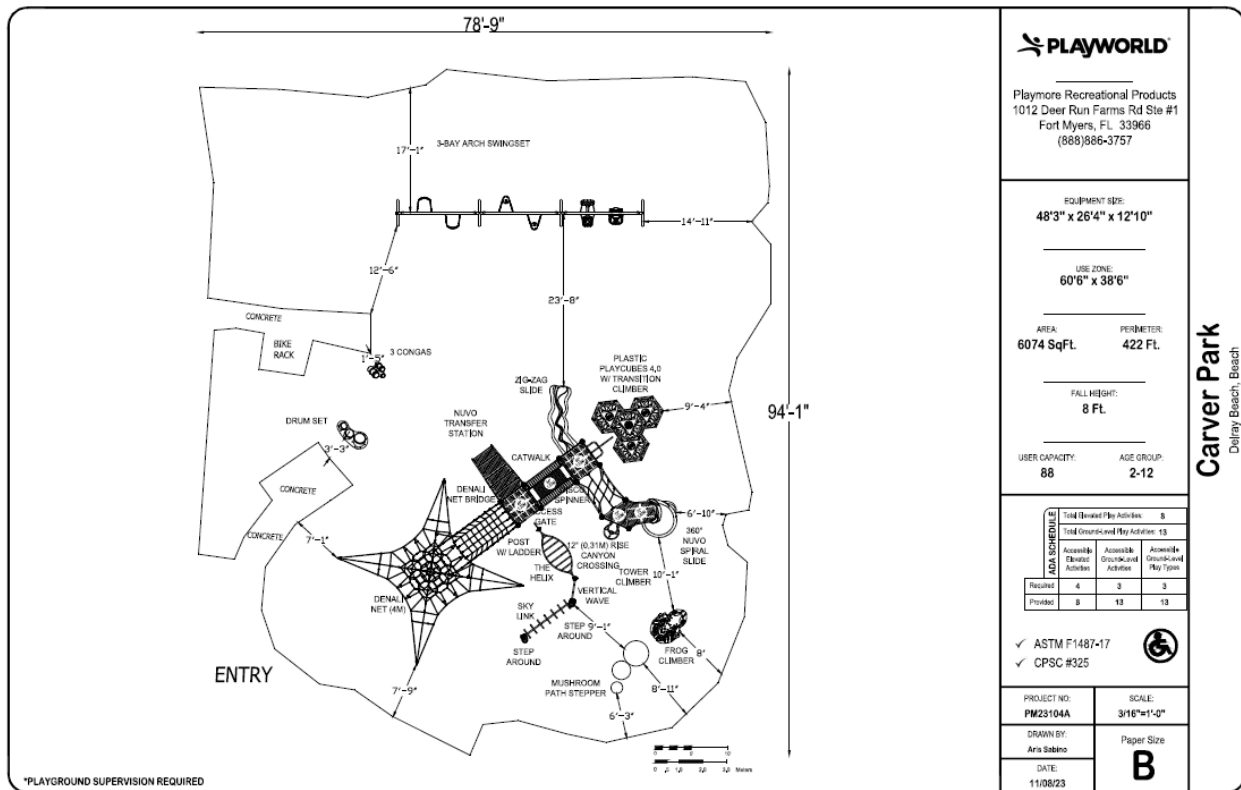 78'-9"
3-BAY ARCH SWINGSET
17'-1"
14'-11"
12'-6"
23'-8"
CONCRETE
BIKE
RACK
1'-5"
3 CONGAS
ZIG-ZAG
SLIDE
PLASTIC
PLAYCUBES 4,0
W/ TRANSITION
CLIMBER
9'-4"
94'-1"
DRUM SET
3'-3"
NUVO
TRANSFER
STATION
CATWALK
DENALI
NET BRIDGE
SPINNER
CONCRETE
CONCRETE
GATE
6'-10"
360°
NUVO
SPIRAL
SLIDE
7'-1"
POST
W/ LADDER
12" (0,31M) RISE
CANYON
CROSSING
THE
HELIX
TOWER
CLIMBER
10'-1"
DENALI
NET (4M)
VERTICAL
WAVE
SKY
LINK
STEP
AROUND
9'-1"
STEP
AROUND
FROG
CLIMBER
8'
ENTRY
MUSHROOM
PATH STEPPER
8'-11"
7'-9"
6'-3"
Meters
*PLAYGROUND SUPERVISION REQUIRED
PLAYWORLD
Playmore Recreational Products
1012 Deer Run Farms Rd Ste #1
Fort Myers, FL 33966
(888)886-3757
EQUIPMENT SIZE:
48'3" x 26'4" x 12'10"
USE ZONE:
60'6" x 38'6"
AREA: PERIMETER:
6074 SqFt. 422 Ft.
FALL HEIGHT:
8 Ft.
USER CAPACITY: AGE GROUP:
88 2-12
ADA SCHEDULE
Total Elevated Play Activities: 8
Total Ground-Level Play Activities: 13
Accessible Elevated Activities
Accessible Ground-Level Activities
Accessible Ground-Level Play Types
Required 4 3 3
Provided 8 13 13
✓ ASTM F1487-17
✓ CPSC #325
PROJECT NO: SCALE:
PM23104A 3/16"=1'-0"
DRAWN BY: Paper Size
Aris Sabino B
DATE:
11/08/23
Carver Park
Delray Beach, Beach